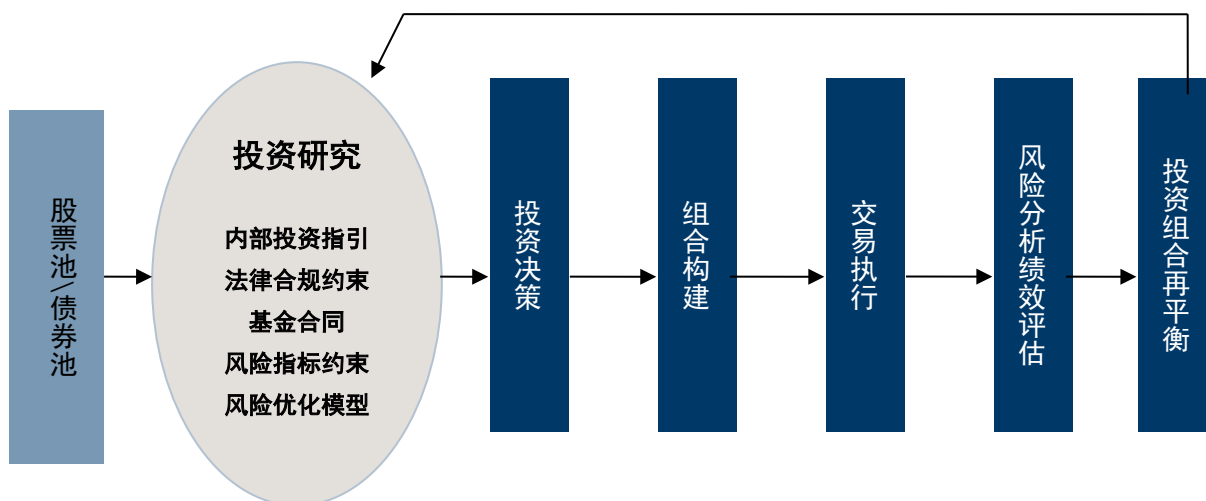 股票池\债券池
投资研究
内部投资指引
法律合规约束
基金合同
风险指标约束
风险优化模型
投资决策
组合构建
交易执行
风险分析绩效评估
投资组合再平衡